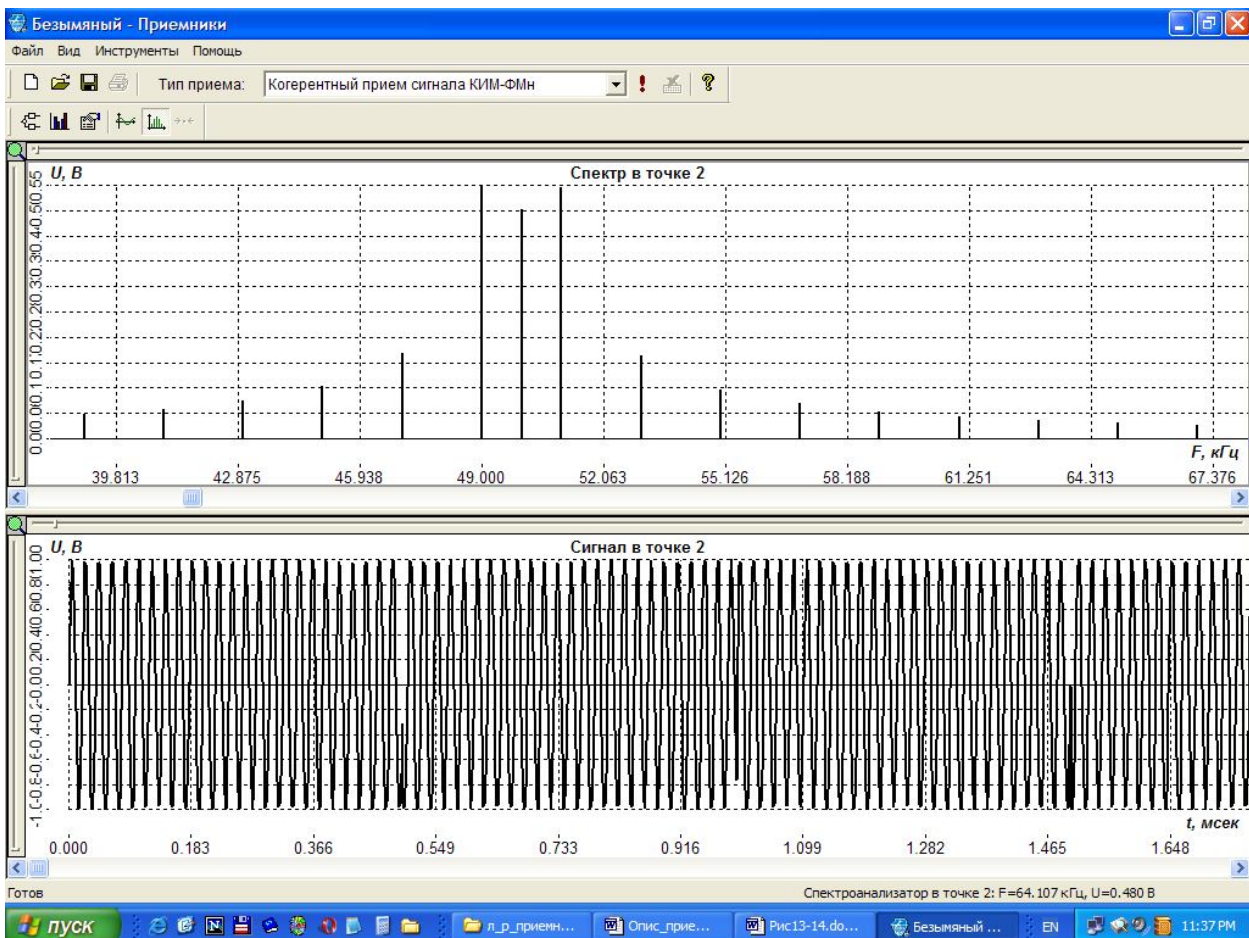 Безымяный - Приемники
Файл Вид Инструменты Помощь
Тип приема: Когерентный прием сигнала КИМ-ФМн
U, В
Спектр в точке 2
F, кГц
39.813 42.875 45.938 49.000 52.063 55.126 58.188 61.251 64.313 67.376
U, В
Сигнал в точке 2
t, мсек
0.000 0.183 0.366 0.549 0.733 0.916 1.099 1.282 1.465 1.648
Готов
Спектроанализатор в точке 2: F=64.107 кГц, U=0.480 В
пуск
л_р_приемн...
Опис_прие...
Рис13-14.do...
Безымяный ...
EN
11:37 PM